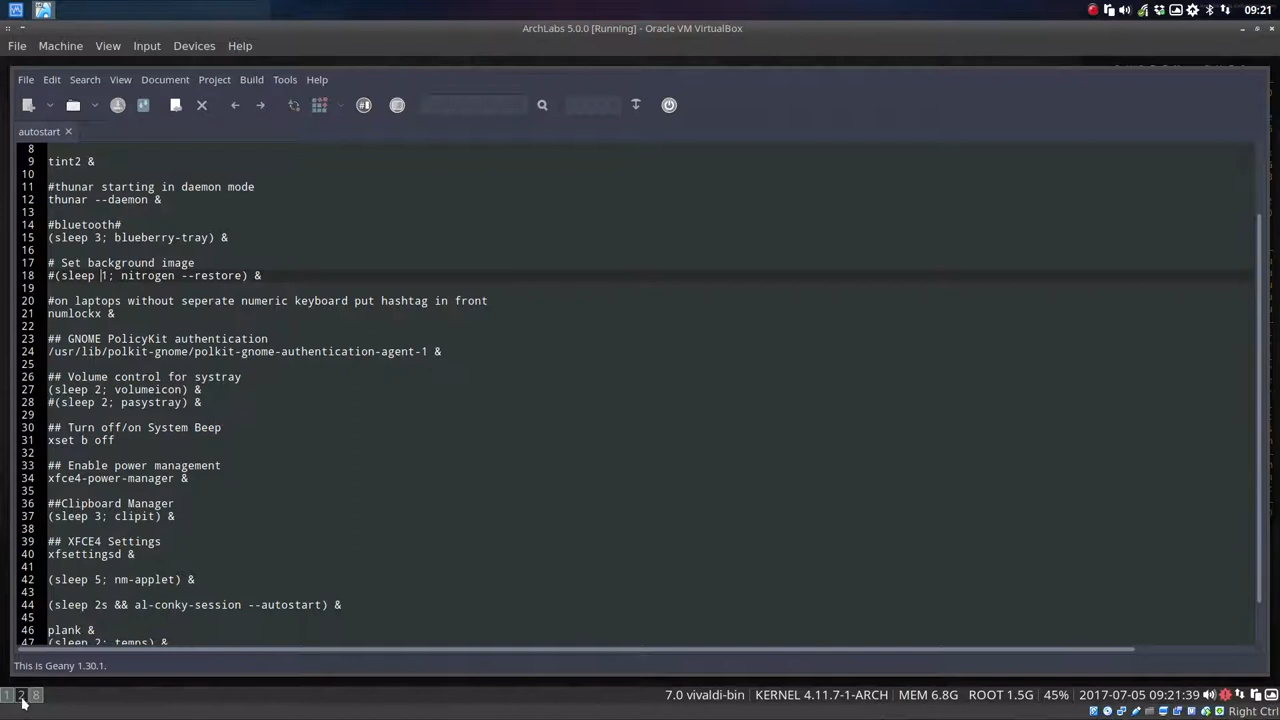 09:21
ArchLabs 5.0.0 [Running] - Oracle VM VirtualBox
File Machine View Input Devices Help
File Edit Search View Document Project Build Tools Help
autostart
8
9 tint2 &
10
11 #thunar starting in daemon mode
12 thunar --daemon &
13
14 #bluetooth#
15 (sleep 3; blueberry-tray) &
16
17 # Set background image
18 #(sleep 1; nitrogen --restore) &
19
20 #on laptops without seperate numeric keyboard put hashtag in front
21 numlockx &
22
23 ## GNOME PolicyKit authentication
24 /usr/lib/polkit-gnome/polkit-gnome-authentication-agent-1 &
25
26 ## Volume control for systray
27 (sleep 2; volumeicon) &
28 #(sleep 2; pasystray) &
29
30 ## Turn off/on System Beep
31 xset b off
32
33 ## Enable power management
34 xfce4-power-manager &
35
36 ##Clipboard Manager
37 (sleep 3; clipit) &
38
39 ## XFCE4 Settings
40 xfsettingsd &
41
42 (sleep 5; nm-applet) &
43
44 (sleep 2s && al-conky-session --autostart) &
45
46 plank &
47 (sleep 2; temps) &
This is Geany 1.30.1.
1 2 8 7.0 vivaldi-bin KERNEL 4.11.7-1-ARCH MEM 6.8G ROOT 1.5G 45% 2017-07-05 09:21:39
Right Ctrl